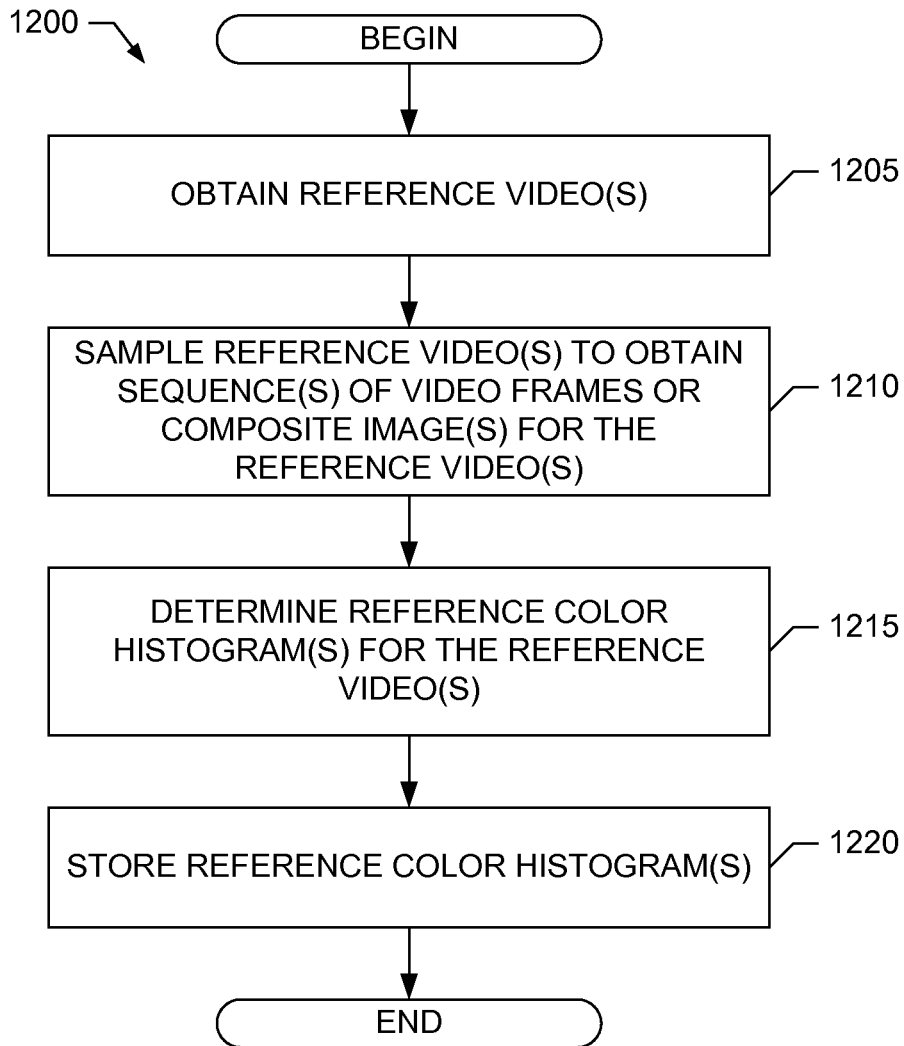 1200
BEGIN
OBTAIN REFERENCE VIDEO(S)
1205
SAMPLE REFERENCE VIDEO(S) TO OBTAIN
SEQUENCE(S) OF VIDEO FRAMES OR
COMPOSITE IMAGE(S) FOR THE
REFERENCE VIDEO(S)
1210
DETERMINE REFERENCE COLOR
HISTOGRAM(S) FOR THE REFERENCE
VIDEO(S)
1215
STORE REFERENCE COLOR HISTOGRAM(S)
1220
END